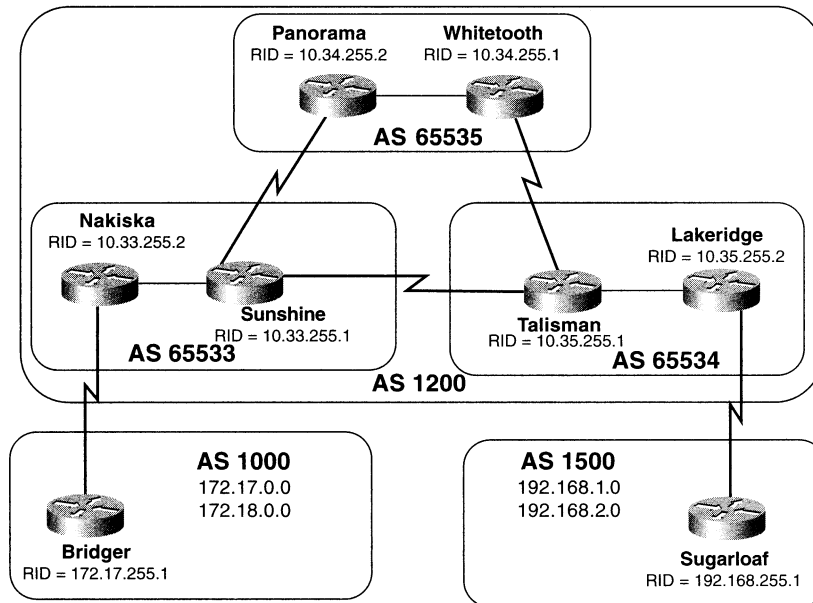 Panorama
RID = 10.34.255.2
Whitetooth
RID = 10.34.255.1
AS 65535
Nakiska
RID = 10.33.255.2
Sunshine
RID = 10.33.255.1
AS 65533
Lakeridge
RID = 10.35.255.2
Talisman
RID = 10.35.255.1
AS 65534
AS 1200
AS 1000
172.17.0.0
172.18.0.0
Bridger
RID = 172.17.255.1
AS 1500
192.168.1.0
192.168.2.0
Sugarloaf
RID = 192.168.255.1